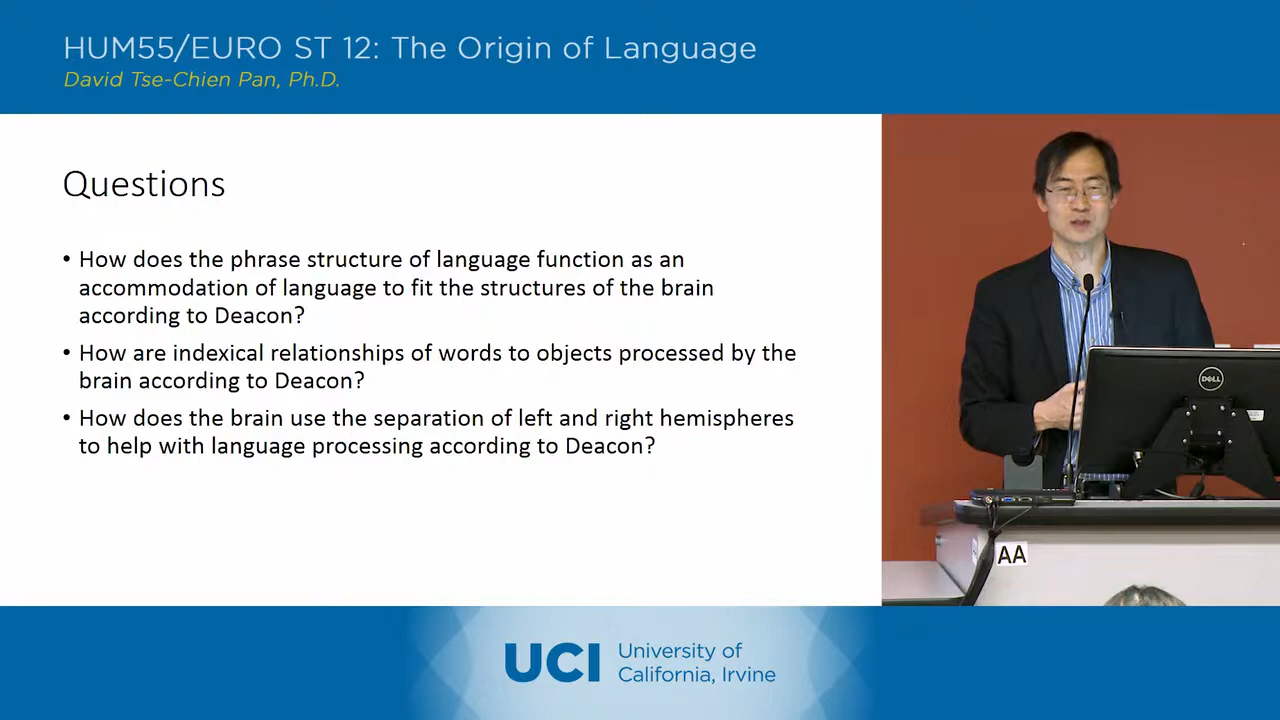 HUM55/EURO ST 12: The Origin of Language
David Tse-Chien Pan, Ph.D.
Questions
• How does the phrase structure of language function as an
accommodation of language to fit the structures of the brain
according to Deacon?
• How are indexical relationships of words to objects processed by the
brain according to Deacon?
• How does the brain use the separation of left and right hemispheres
to help with language processing according to Deacon?
DELL
AA
UCI University of
California, Irvine